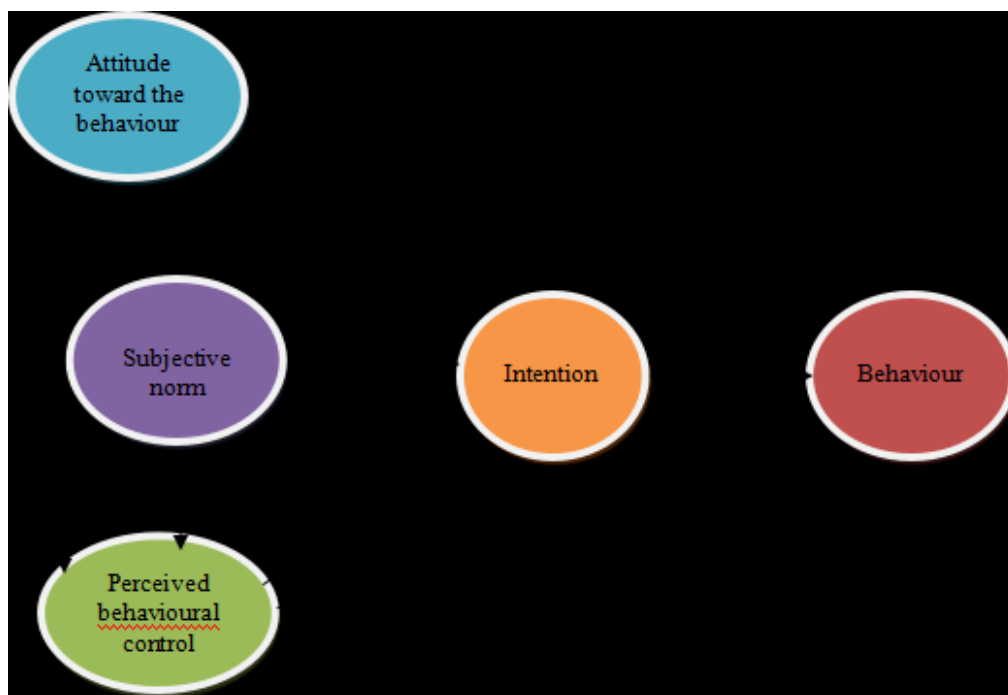 Attitude
toward the
behaviour
Subjective
norm
Intention
Behaviour
Perceived
behavioural
control